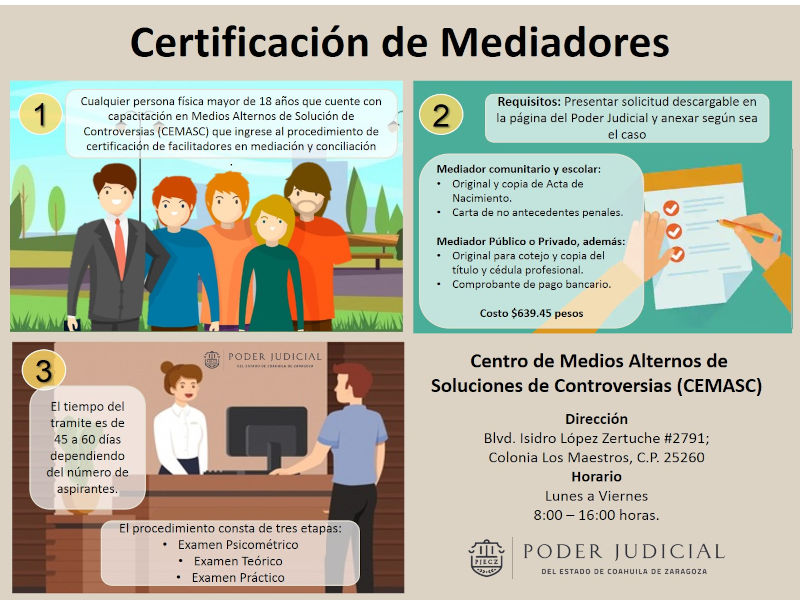 Certificación de Mediadores
1
Cualquier persona física mayor de 18 años que cuente con
capacitación en Medios Alternos de Solución de
Controversias (CEMASC) que ingrese al procedimiento de
certificación de facilitadores en mediación y conciliación
.
2
Requisitos: Presentar solicitud descargable en
la página del Poder Judicial y anexar según sea
el caso
Mediador comunitario y escolar:
• Original y copia de Acta de
Nacimiento.
• Carta de no antecedentes penales.
Mediador Público o Privado, además:
• Original para cotejo y copia del
título y cédula profesional.
• Comprobante de pago bancario.
Costo $639.45 pesos
3
PODER JUDICIAL
DEL ESTADO DE COAHUILA DE ZARAGOZA
El tiempo del
tramite es de
45 a 60 días
dependiendo
del número de
aspirantes.
El procedimiento consta de tres etapas:
• Examen Psicométrico
• Examen Teórico
• Examen Práctico
Centro de Medios Alternos de
Soluciones de Controversias (CEMASC)
Dirección
Blvd. Isidro López Zertuche #2791;
Colonia Los Maestros, C.P. 25260
Horario
Lunes a Viernes
8:00 – 16:00 horas.
PJECZ
PODER JUDICIAL
DEL ESTADO DE COAHUILA DE ZARAGOZA